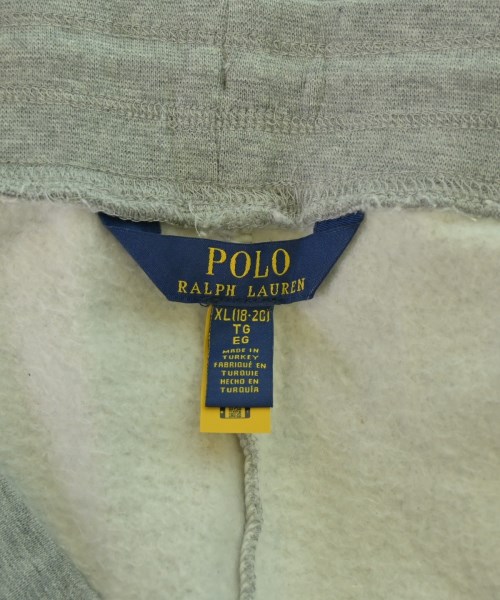 POLO
RALPH LAUREN
XL(18-20)
TG
EG
MADE IN
TURKEY
FABRIQUÉ EN
TURQUIE
HECHO EN
TURQUÍA